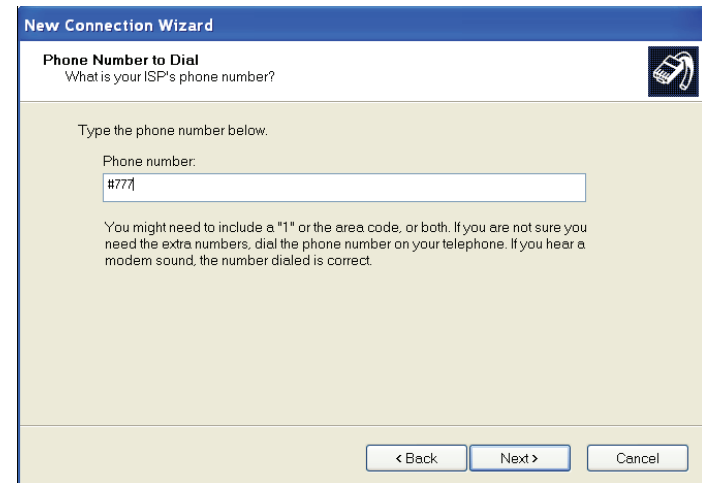 New Connection Wizard
Phone Number to Dial
What is your ISP's phone number?
Type the phone number below.
Phone number:
#777
You might need to include a "1" or the area code, or both. If you are not sure you
need the extra numbers, dial the phone number on your telephone. If you hear a
modem sound, the number dialed is correct.
< Back Next > Cancel